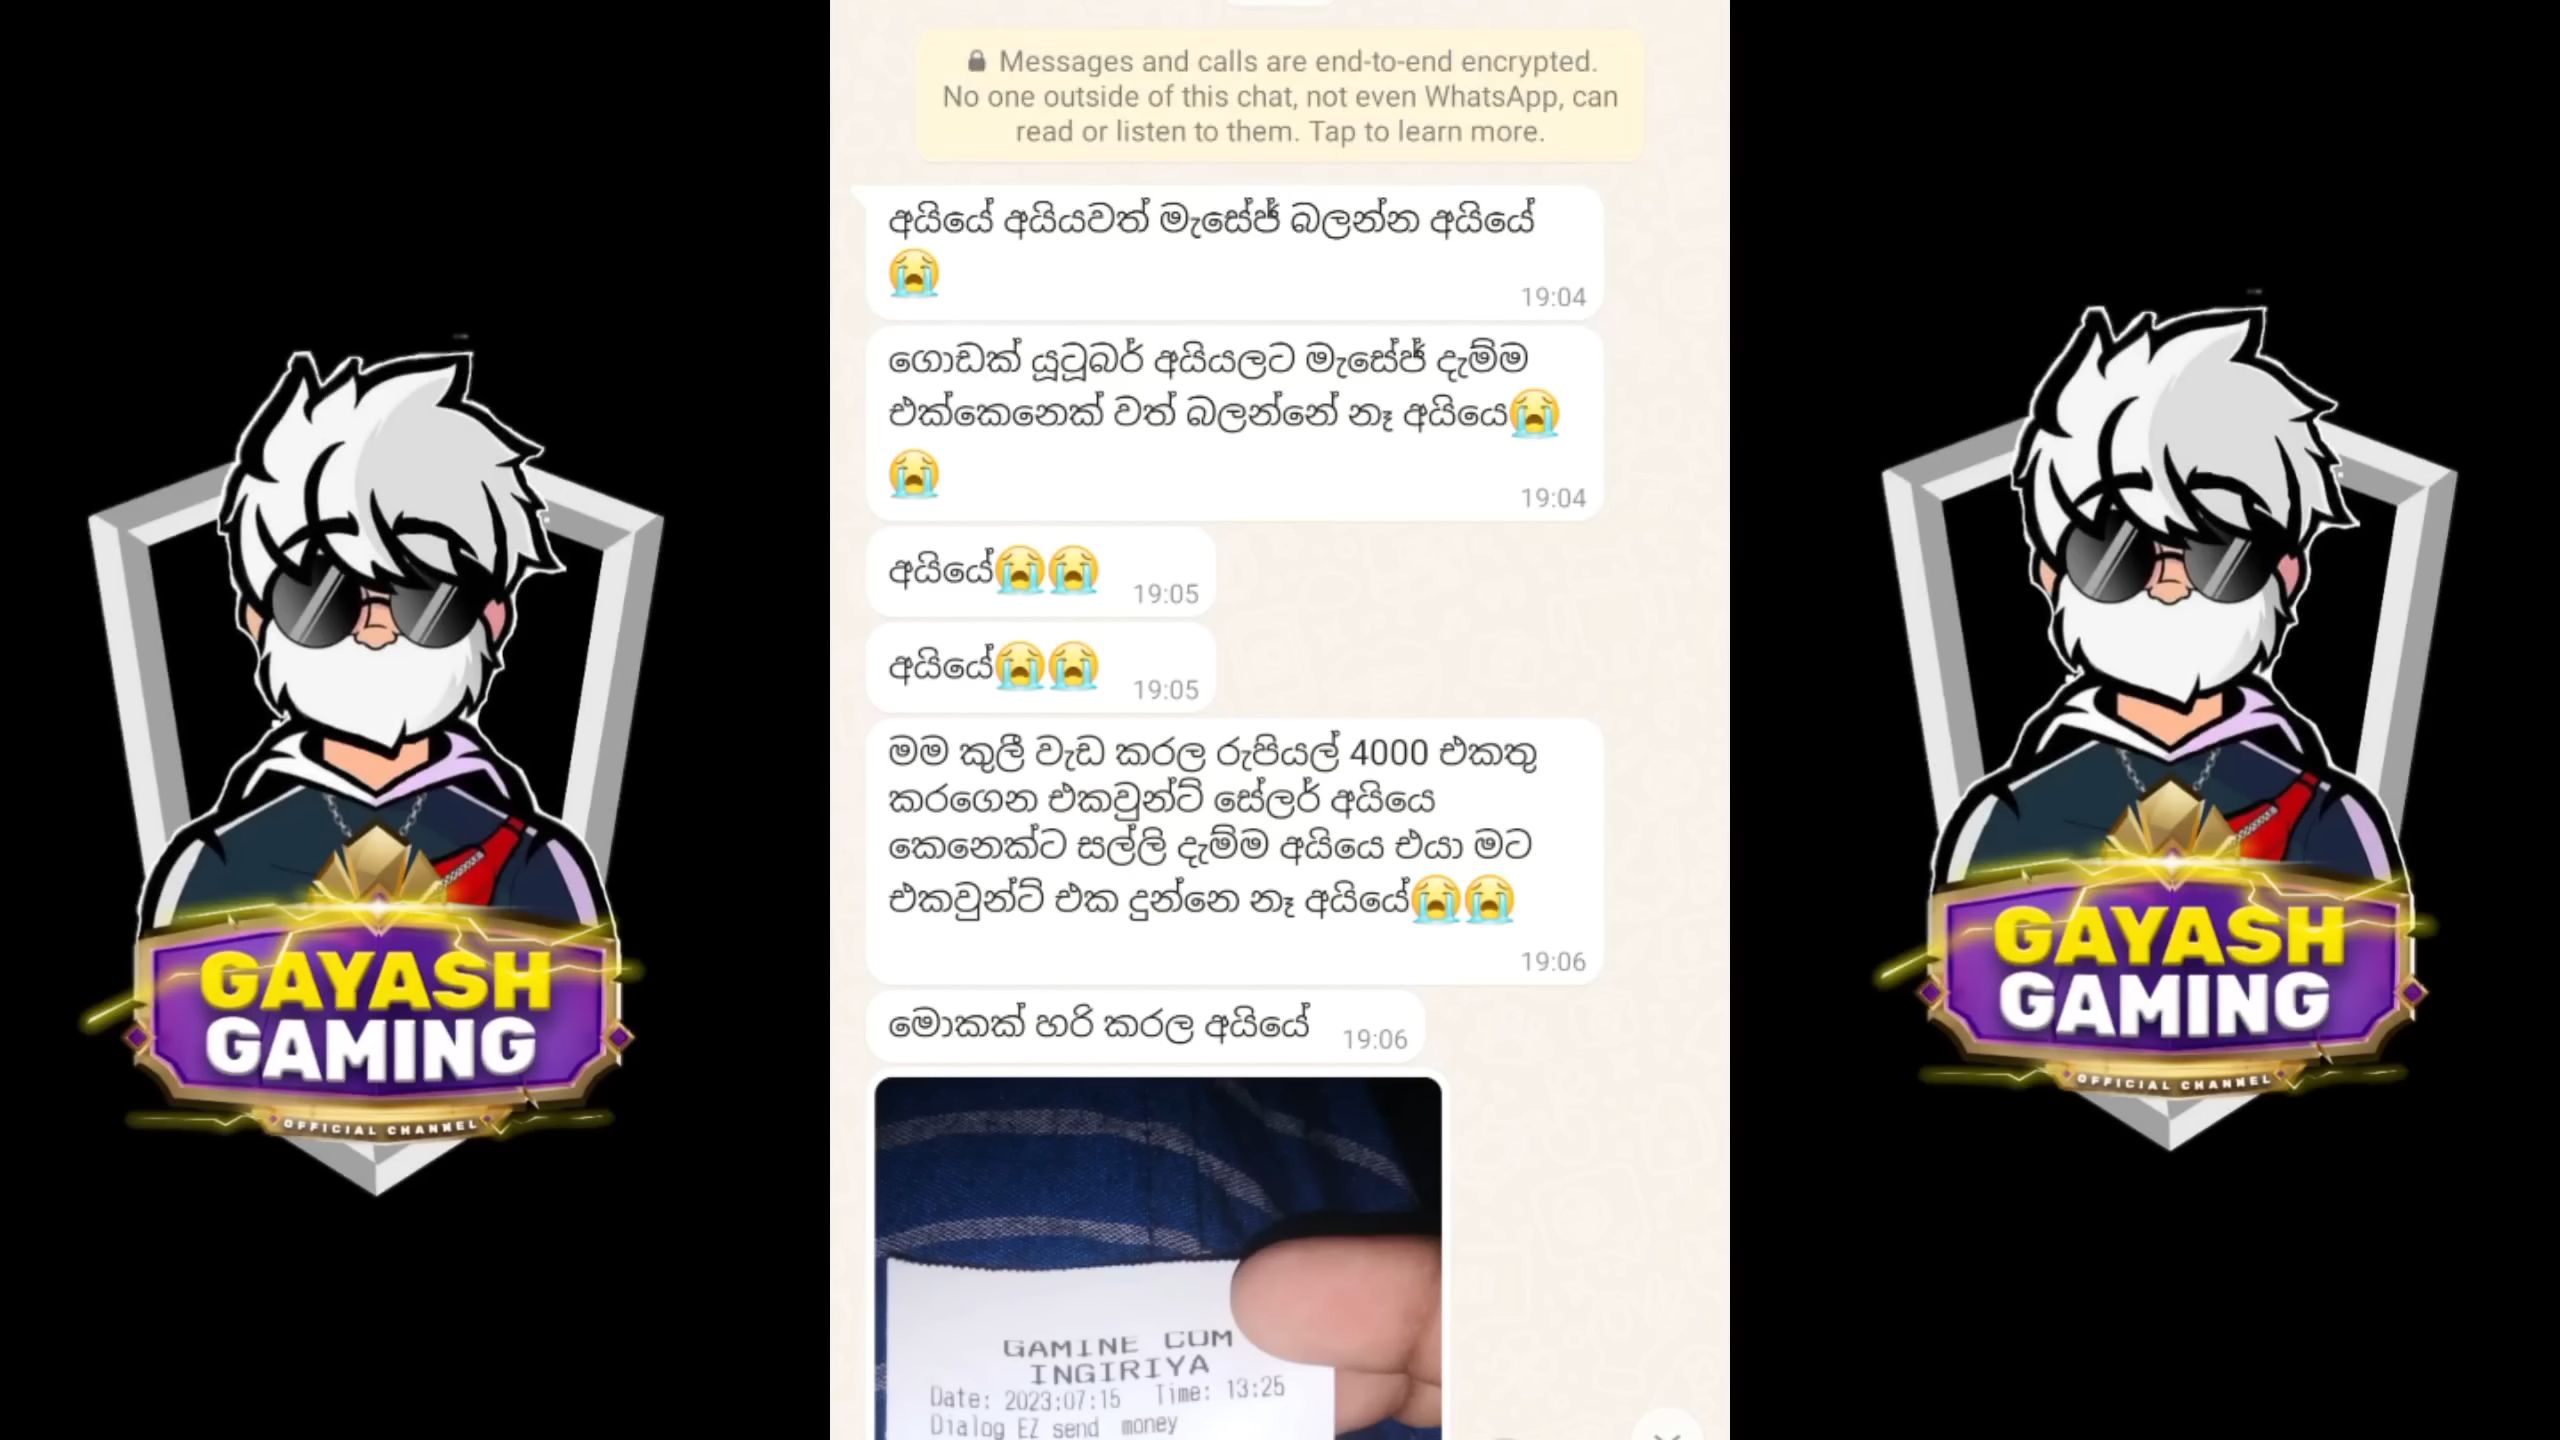 Messages and calls are end-to-end encrypted.
No one outside of this chat, not even WhatsApp, can
read or listen to them. Tap to learn more.
අයියේ අයියවත් මැසේජ් බලන්න අයියේ
😭
19:04
ගොඩක් යූටූබර් අයියලට මැසේජ් දැම්ම
එක්කෙනෙක් වත් බලන්නේ නෑ අයියෙ😭
😭
19:04
අයියේ😭😭 19:05
අයියේ😭😭 19:05
මම කුලී වැඩ කරල රුපියල් 4000 එකතු
කරගෙන එකවුන්ට් සේලර් අයියෙ
කෙනෙක්ට සල්ලි දැම්ම අයියෙ එයා මට
එකවුන්ට් එක දුන්නෙ නෑ අයියේ😭😭
19:06
මොකක් හරි කරල අයියේ 19:06
GAMINE COM
INGIRIYA
Date: 2023:07:15 Time: 13:25
Dialog EZ send money
GAYASH
GAMING
OFFICIAL CHANNEL
GAYASH
GAMING
OFFICIAL CHANNEL